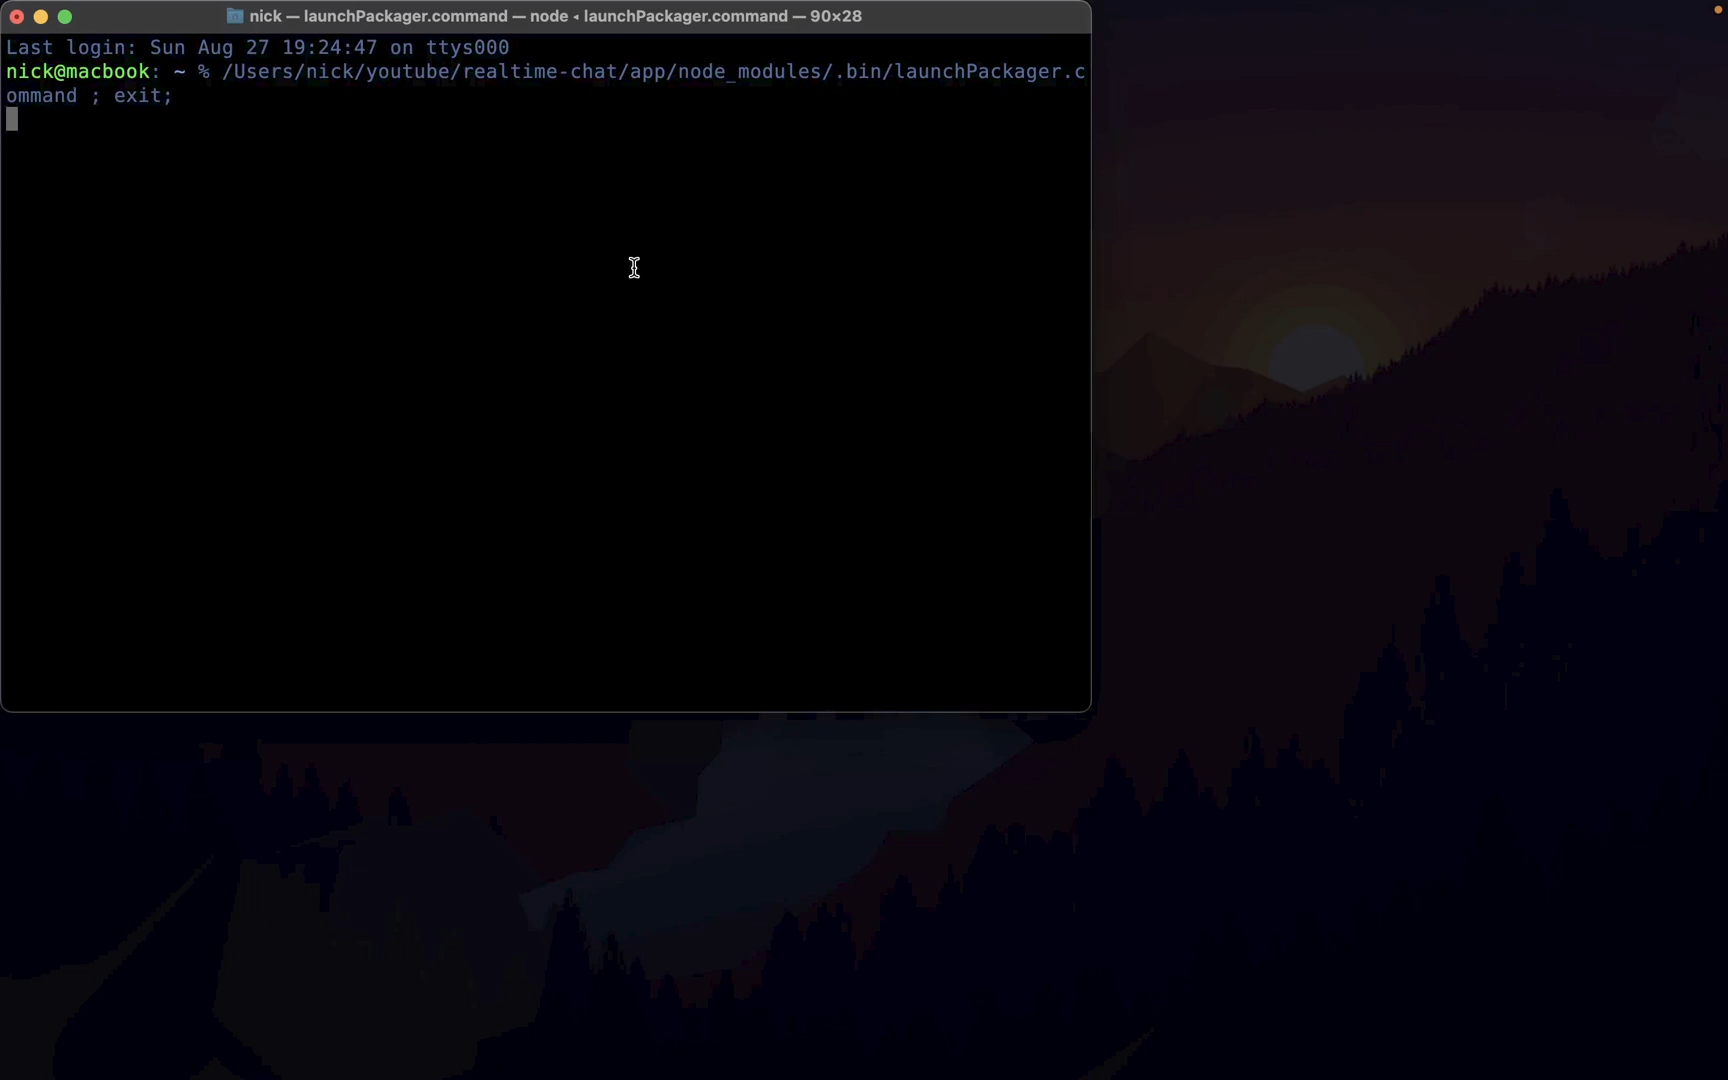 nick — launchPackager.command — node ◂ launchPackager.command — 90×28
Last login: Sun Aug 27 19:24:47 on ttys000
nick@macbook: ~ % /Users/nick/youtube/realtime-chat/app/node_modules/.bin/launchPackager.c
ommand ; exit;